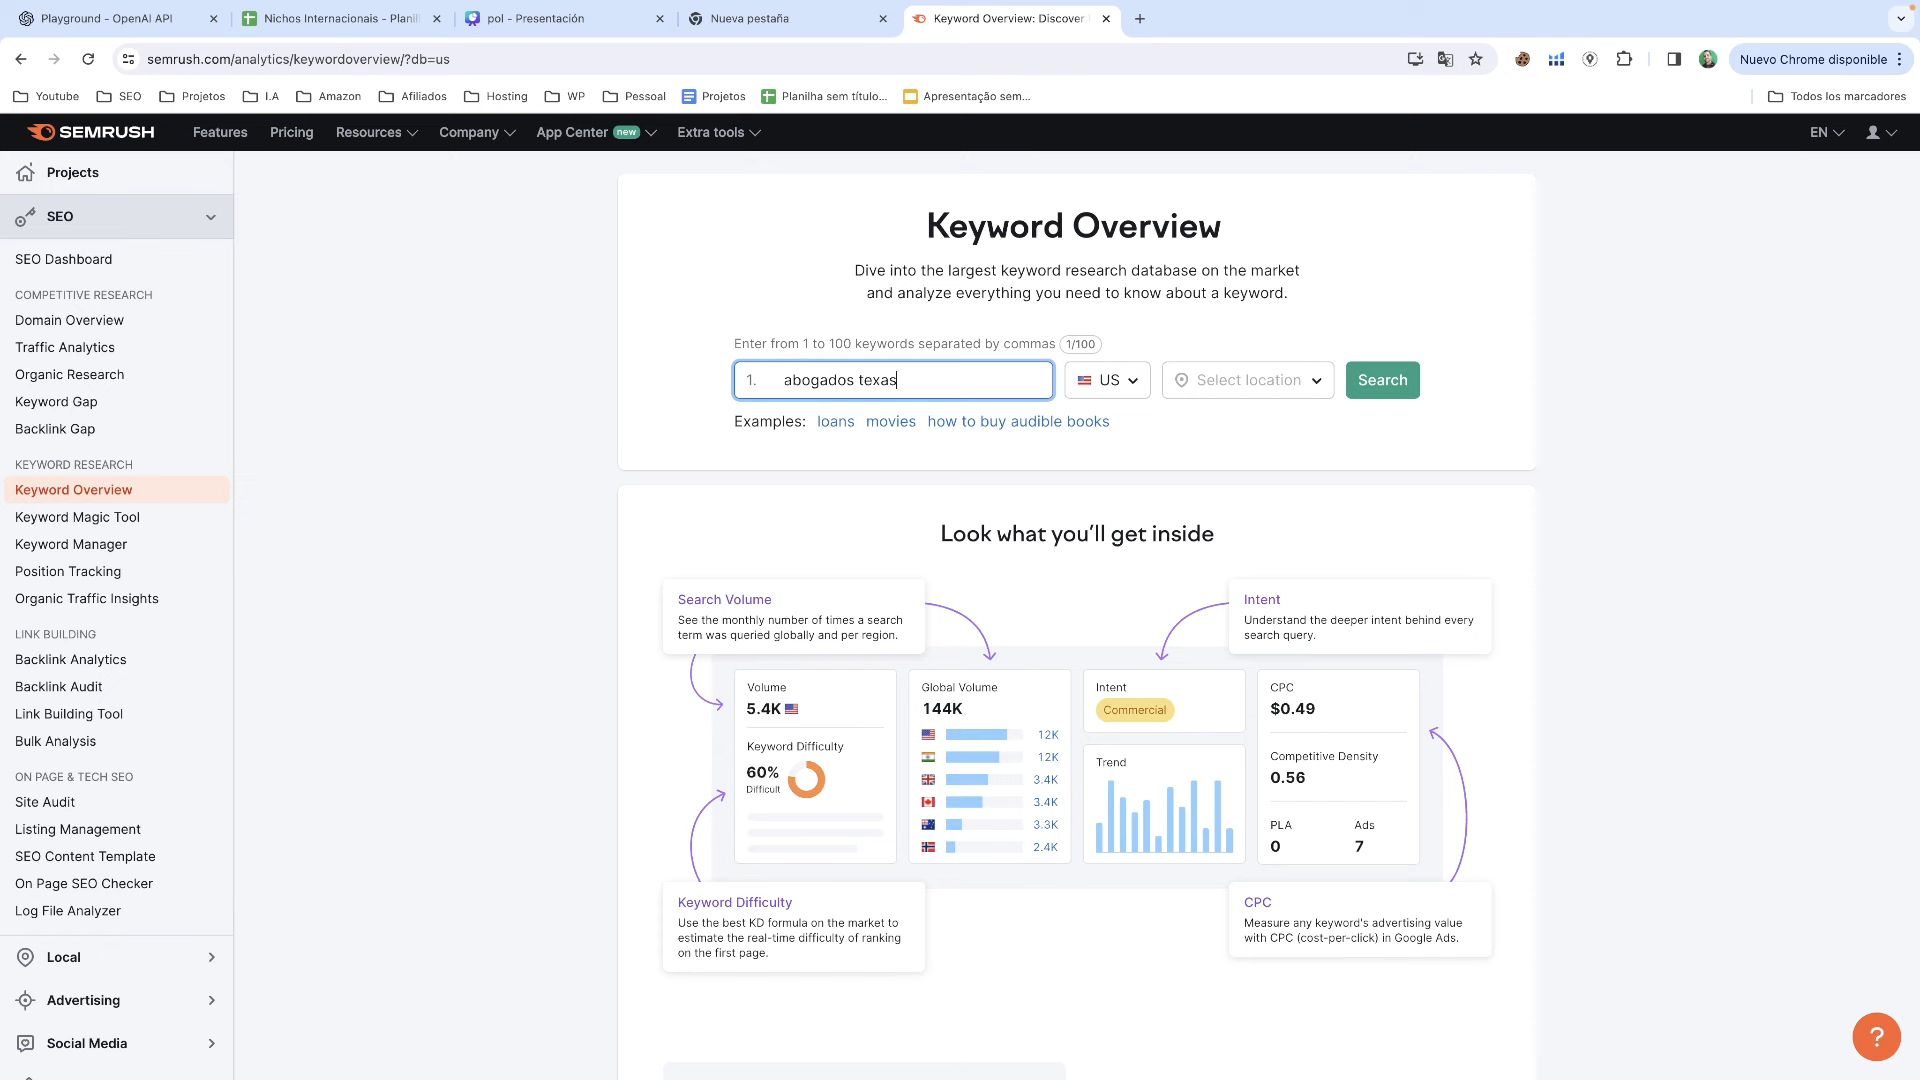 Playground - OpenAI API
Nichos Internacionais - Planil
pol - Presentación
Nueva pestaña
Keyword Overview: Discover
semrush.com/analytics/keywordoverview/?db=us
Nuevo Chrome disponible
Youtube
SEO
Projetos
I.A
Amazon
Afiliados
Hosting
WP
Pessoal
Projetos
Planilha sem título...
Apresentação sem...
Todos los marcadores
SEMRUSH
Features
Pricing
Resources
Company
App Center new
Extra tools
EN
Projects
SEO
SEO Dashboard
COMPETITIVE RESEARCH
Domain Overview
Traffic Analytics
Organic Research
Keyword Gap
Backlink Gap
KEYWORD RESEARCH
Keyword Overview
Keyword Magic Tool
Keyword Manager
Position Tracking
Organic Traffic Insights
LINK BUILDING
Backlink Analytics
Backlink Audit
Link Building Tool
Bulk Analysis
ON PAGE & TECH SEO
Site Audit
Listing Management
SEO Content Template
On Page SEO Checker
Log File Analyzer
Local
Advertising
Social Media
Keyword Overview
Dive into the largest keyword research database on the market
and analyze everything you need to know about a keyword.
Enter from 1 to 100 keywords separated by commas 1/100
1. abogados texas
US
Select location
Search
Examples: loans movies how to buy audible books
Look what you'll get inside
Search Volume
See the monthly number of times a search
term was queried globally and per region.
Intent
Understand the deeper intent behind every
search query.
Volume
5.4K
Keyword Difficulty
60%
Difficult
Global Volume
144K
12K
12K
3.4K
3.4K
3.3K
2.4K
Intent
Commercial
Trend
CPC
$0.49
Competitive Density
0.56
PLA Ads
0 7
Keyword Difficulty
Use the best KD formula on the market to
estimate the real-time difficulty of ranking
on the first page.
CPC
Measure any keyword's advertising value
with CPC (cost-per-click) in Google Ads.
?